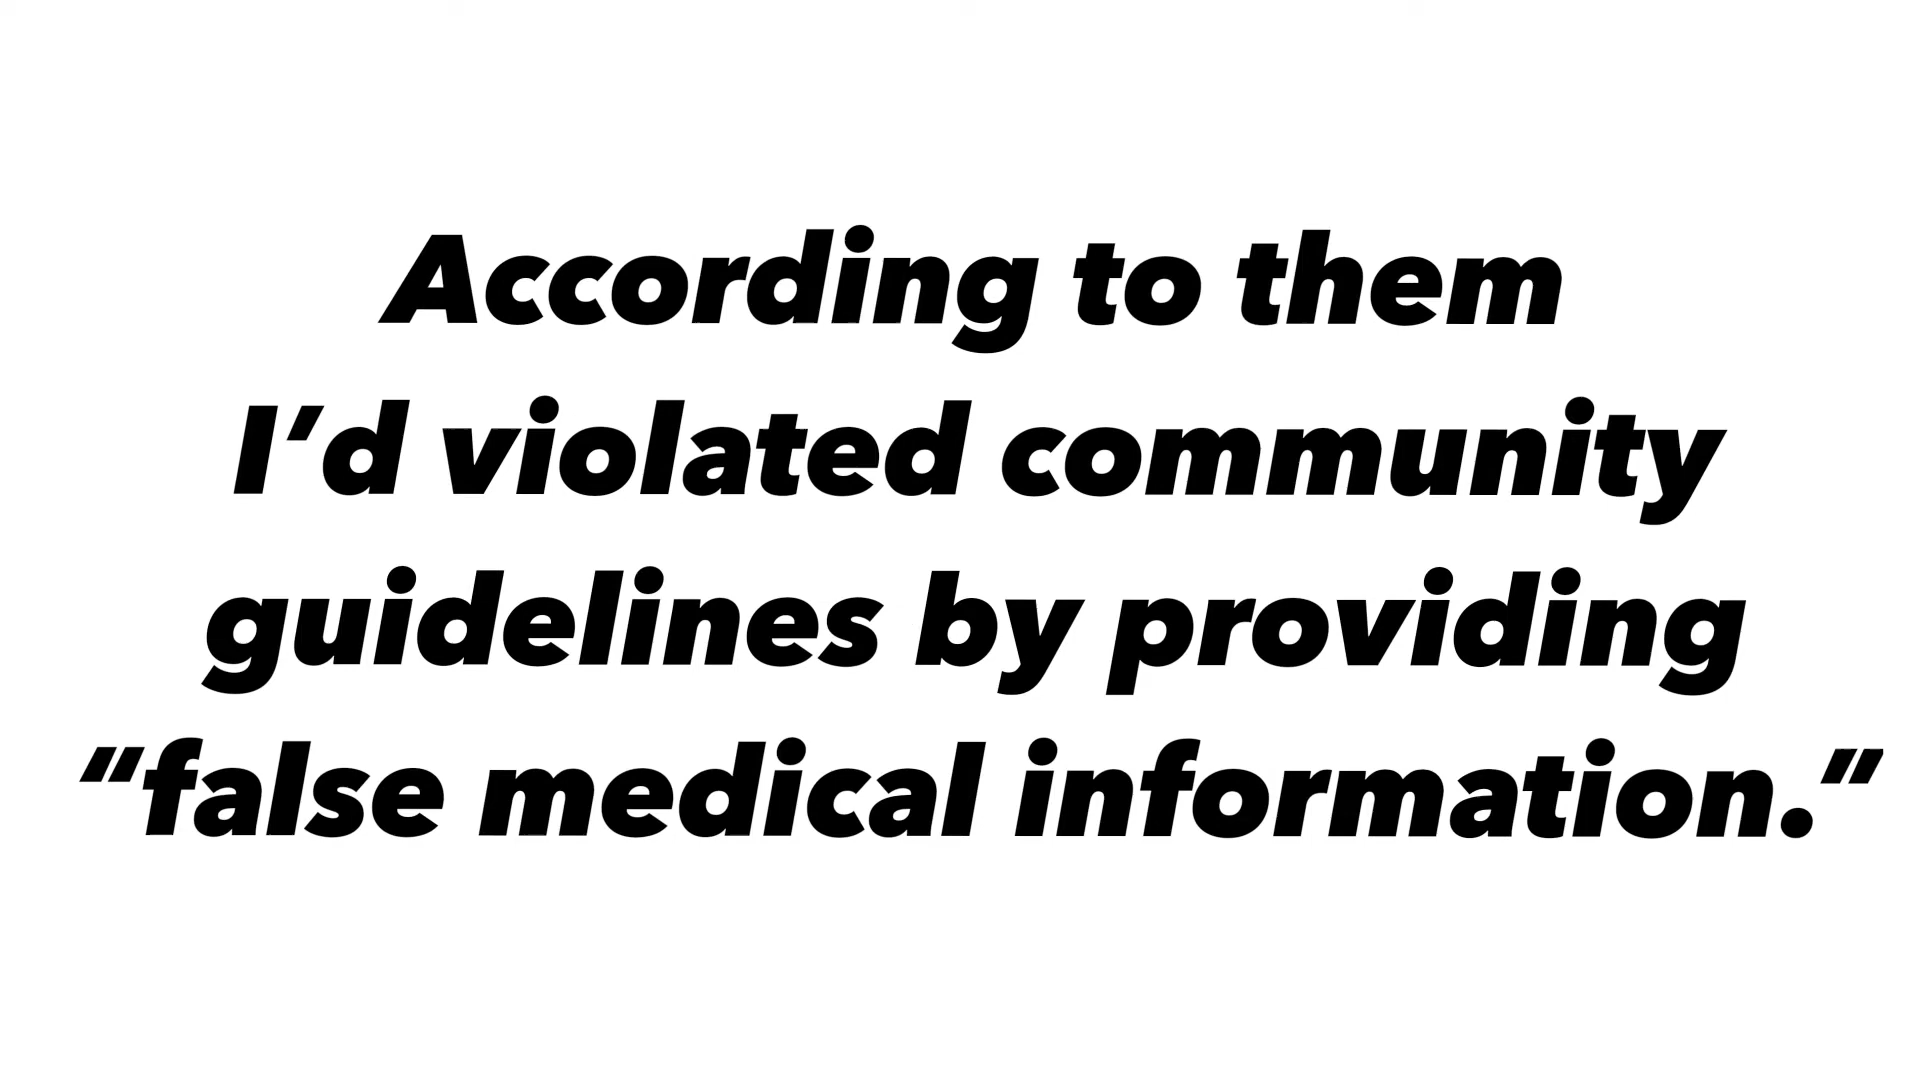 According to them
I’d violated community
guidelines by providing
“false medical information.”